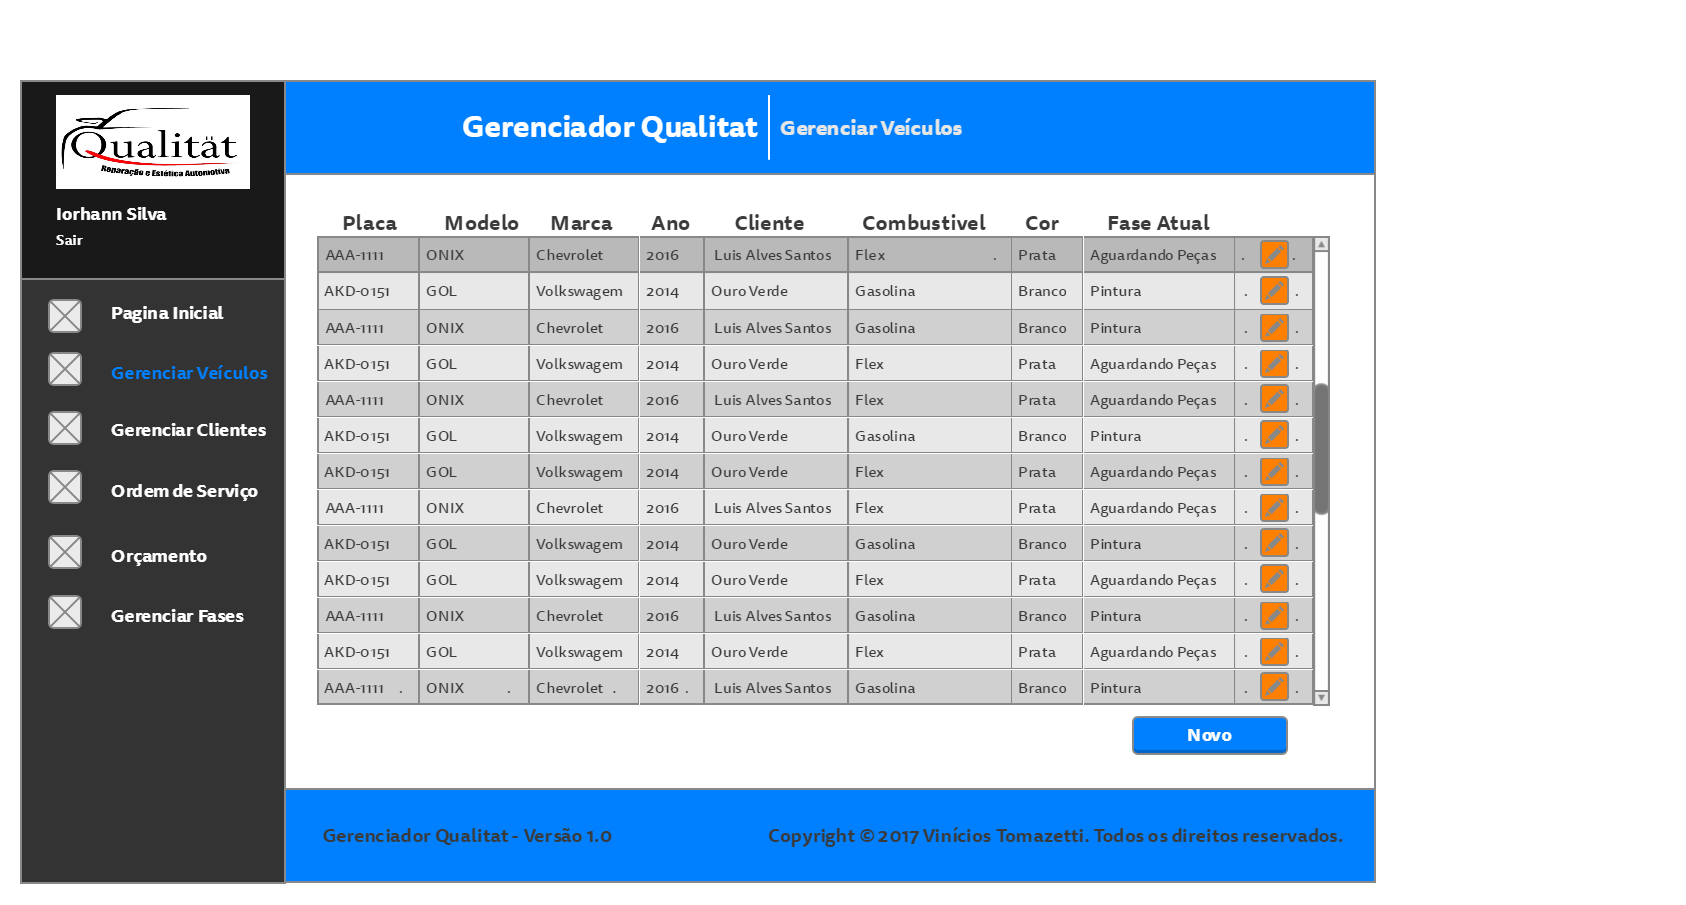 Qualität
Reparação e Estética Automotiva
Iorhann Silva
Sair
Pagina Inicial
Gerenciar Veículos
Gerenciar Clientes
Ordem de Serviço
Orçamento
Gerenciar Fases
Gerenciador Qualitat Gerenciar Veículos
Placa Modelo Marca Ano Cliente Combustivel Cor Fase Atual
AAA-1111 ONIX Chevrolet 2016 Luis Alves Santos Flex . Prata Aguardando Peças . .
AKD-0151 GOL Volkswagem 2014 Ouro Verde Gasolina Branco Pintura . .
AAA-1111 ONIX Chevrolet 2016 Luis Alves Santos Gasolina Branco Pintura . .
AKD-0151 GOL Volkswagem 2014 Ouro Verde Flex Prata Aguardando Peças . .
AAA-1111 ONIX Chevrolet 2016 Luis Alves Santos Flex Prata Aguardando Peças . .
AKD-0151 GOL Volkswagem 2014 Ouro Verde Gasolina Branco Pintura . .
AKD-0151 GOL Volkswagem 2014 Ouro Verde Flex Prata Aguardando Peças . .
AAA-1111 ONIX Chevrolet 2016 Luis Alves Santos Flex Prata Aguardando Peças . .
AKD-0151 GOL Volkswagem 2014 Ouro Verde Gasolina Branco Pintura . .
AKD-0151 GOL Volkswagem 2014 Ouro Verde Flex Prata Aguardando Peças . .
AAA-1111 ONIX Chevrolet 2016 Luis Alves Santos Gasolina Branco Pintura . .
AKD-0151 GOL Volkswagem 2014 Ouro Verde Flex Prata Aguardando Peças . .
AAA-1111 . ONIX . Chevrolet . 2016 . Luis Alves Santos Gasolina Branco Pintura . .
Novo
Gerenciador Qualitat - Versão 1.0 Copyright © 2017 Vinícios Tomazetti. Todos os direitos reservados.